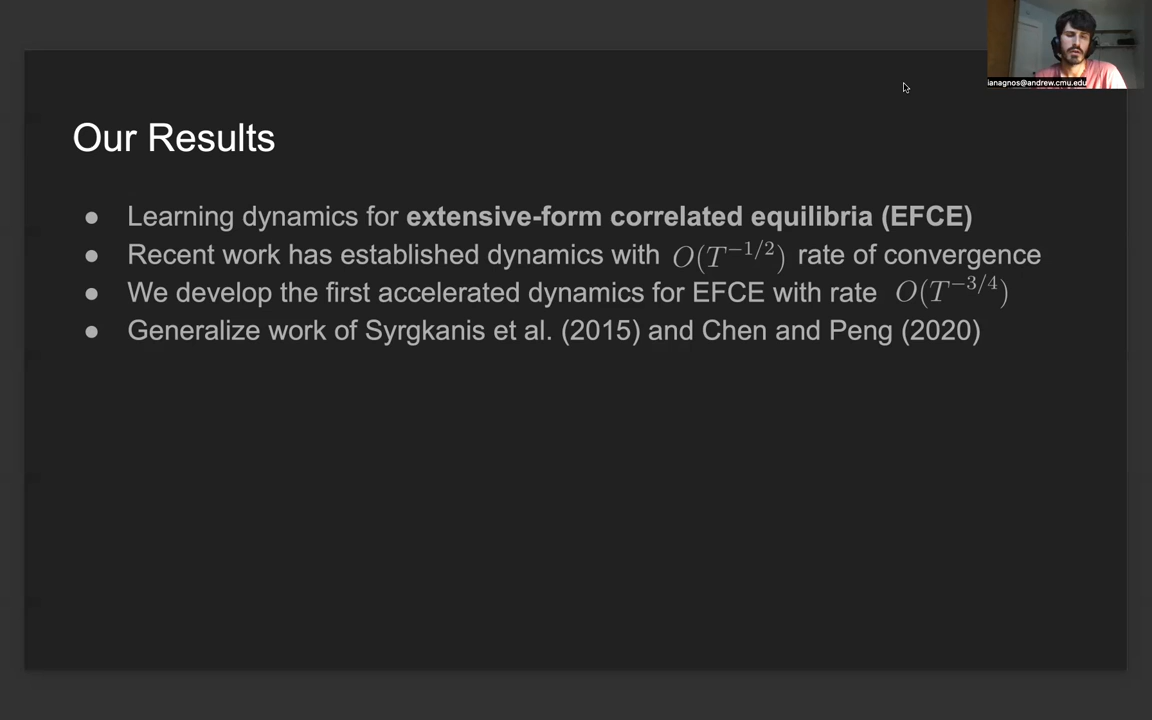 ianagnos@andrew.cmu.edu
Our Results
● Learning dynamics for extensive-form correlated equilibria (EFCE)
● Recent work has established dynamics with O(T^{-1/2}) rate of convergence
● We develop the first accelerated dynamics for EFCE with rate O(T^{-3/4})
● Generalize work of Syrgkanis et al. (2015) and Chen and Peng (2020)